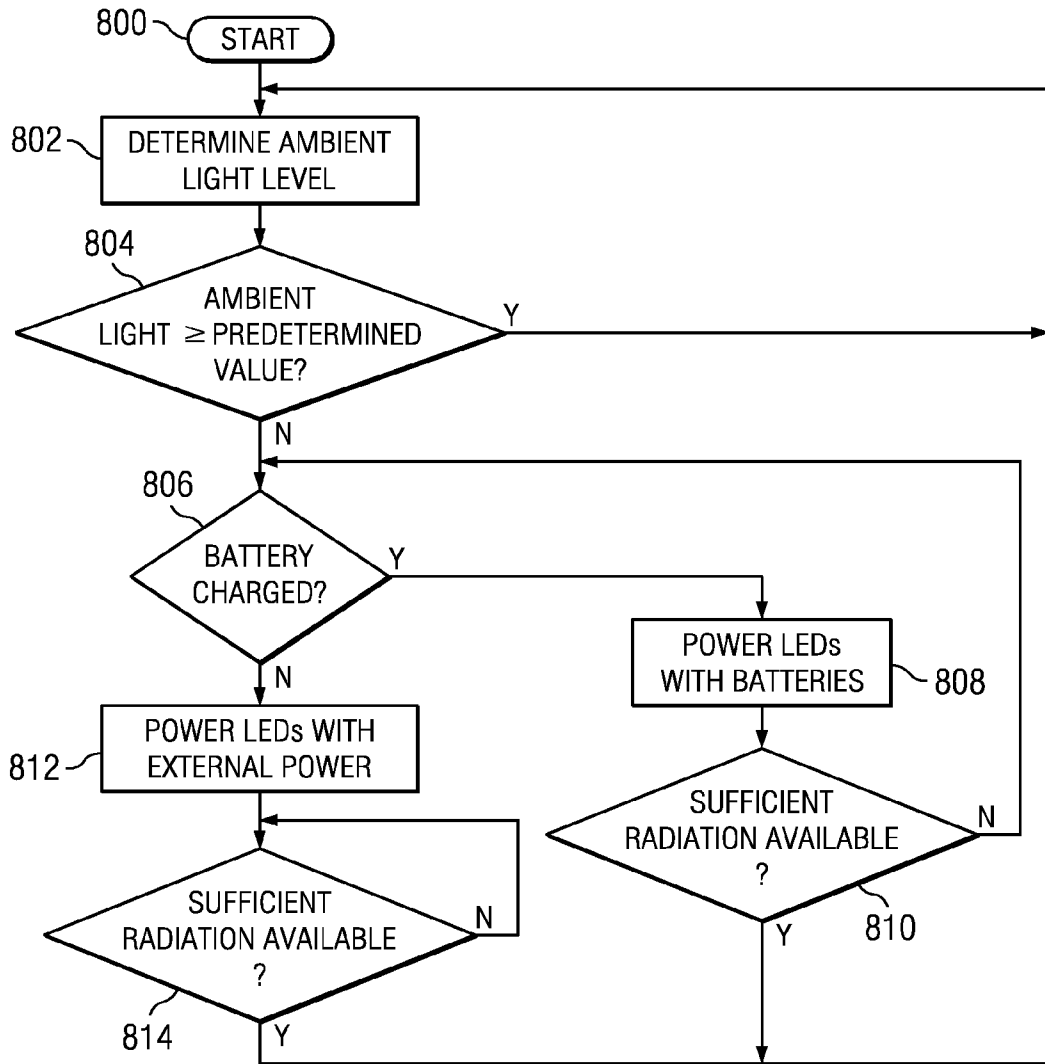 800
START
802
DETERMINE AMBIENT
LIGHT LEVEL
804
AMBIENT
LIGHT ≥ PREDETERMINED
VALUE?
Y
N
806
BATTERY
CHARGED?
Y
N
POWER LEDs
WITH BATTERIES
808
812
POWER LEDs WITH
EXTERNAL POWER
SUFFICIENT
RADIATION AVAILABLE
?
N
Y
810
SUFFICIENT
RADIATION AVAILABLE
?
N
Y
814